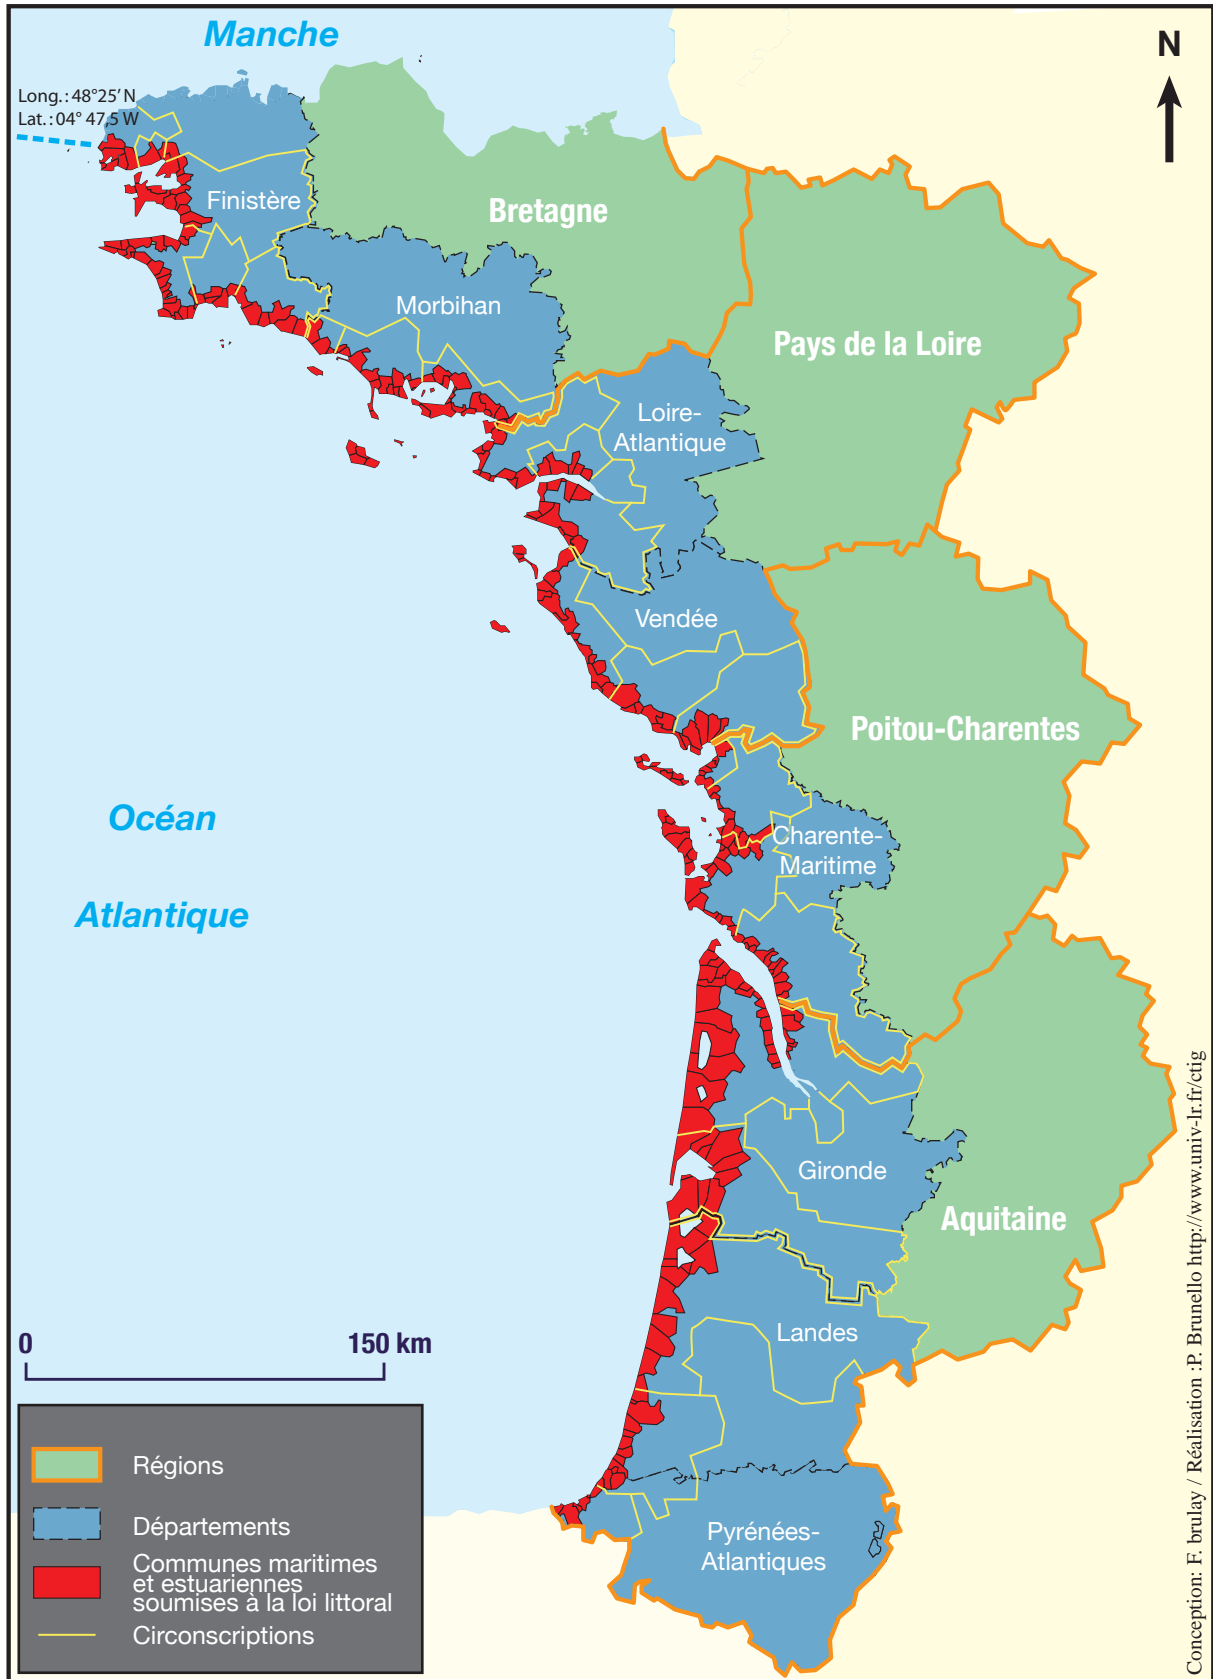 Manche
N
Long.: 48°25' N
Lat.: 04° 47,5 W
Finistère
Bretagne
Morbihan
Pays de la Loire
Loire-
Atlantique
Vendée
Poitou-Charentes
Océan
Atlantique
Charente-
Maritime
Gironde
Aquitaine
Landes
0 150 km
Pyrénées-
Atlantiques
Régions
Départements
Communes maritimes
et estuariennes
soumises à la loi littoral
Circonscriptions
Conception: F. brulay / Réalisation :P. Brunello http://www.univ-lr.fr/ctig